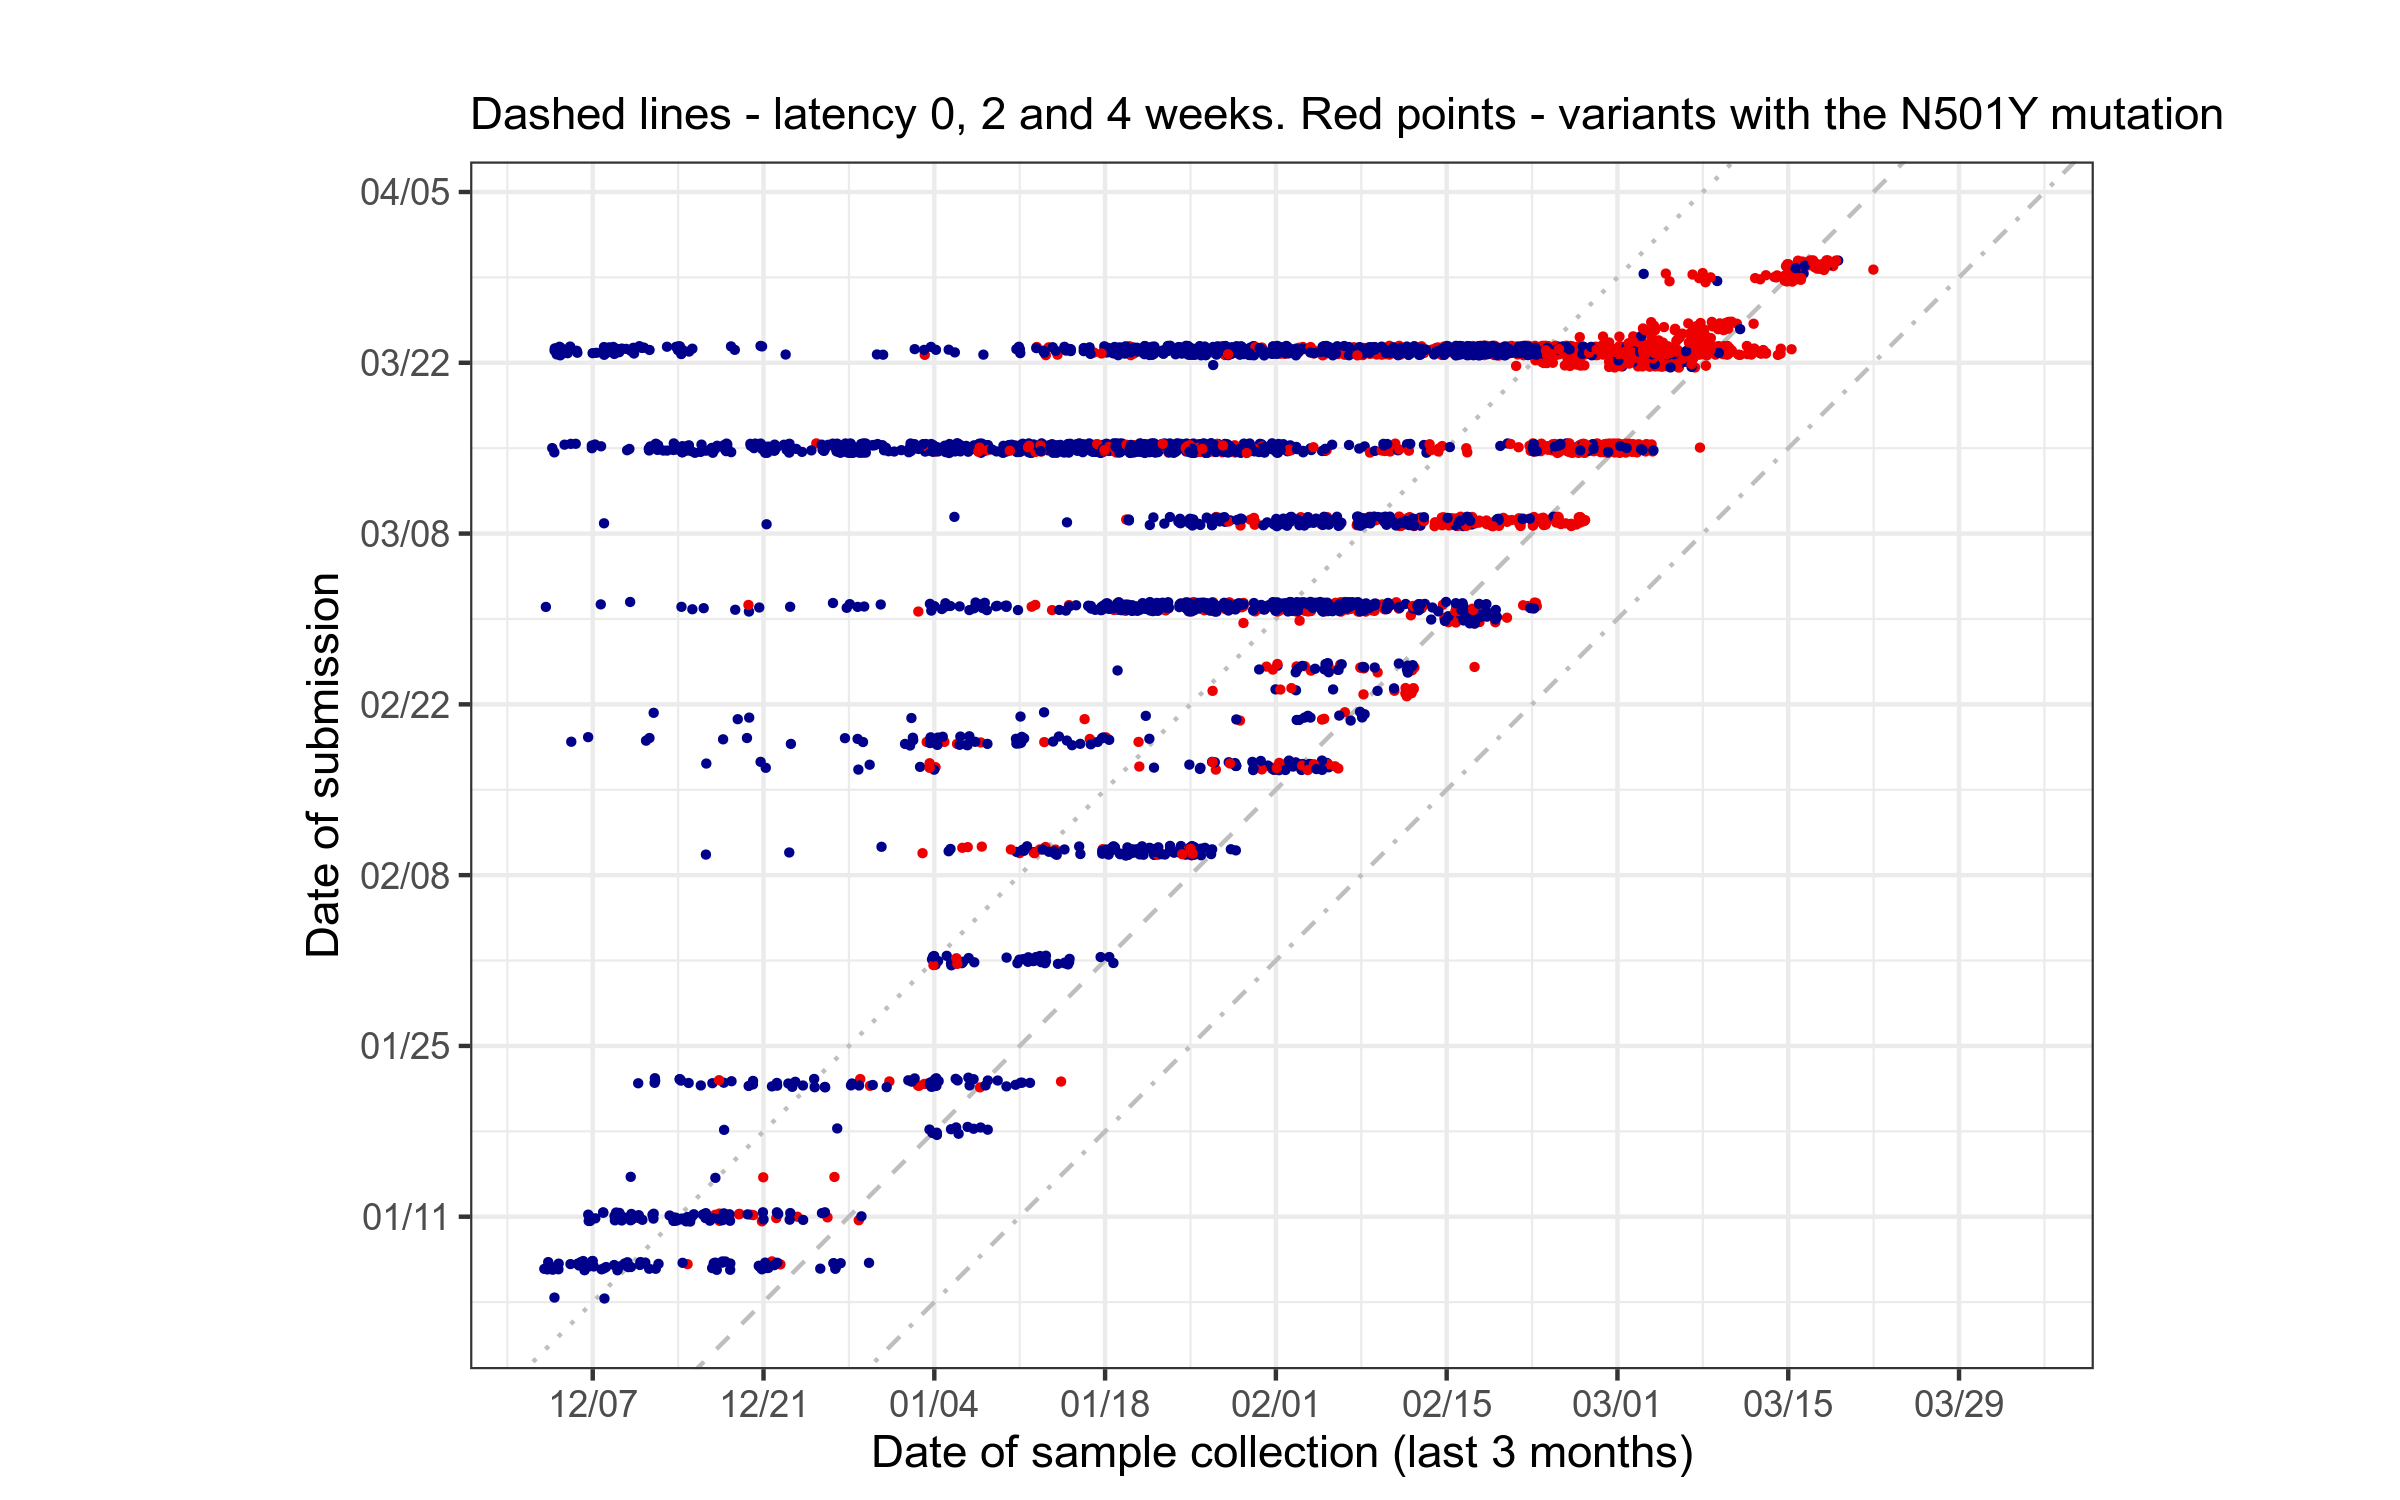 Dashed lines - latency 0, 2 and 4 weeks. Red points - variants with the N501Y mutation
Date of submission
04/05
03/22
03/08
02/22
02/08
01/25
01/11
12/07 12/21 01/04 01/18 02/01 02/15 03/01 03/15 03/29
Date of sample collection (last 3 months)